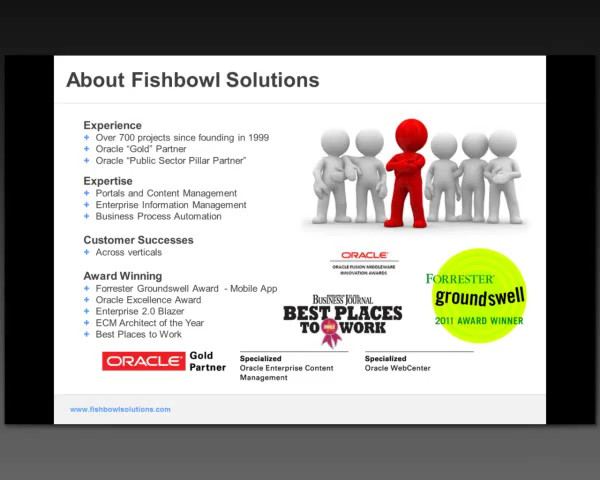 About Fishbowl Solutions
Experience
+ Over 700 projects since founding in 1999
+ Oracle "Gold" Partner
+ Oracle "Public Sector Pillar Partner"
Expertise
+ Portals and Content Management
+ Enterprise Information Management
+ Business Process Automation
Customer Successes
+ Across verticals
Award Winning
+ Forrester Groundswell Award - Mobile App
+ Oracle Excellence Award
+ Enterprise 2.0 Blazer
+ ECM Architect of the Year
+ Best Places to Work
ORACLE
ORACLE FUSION MIDDLEWARE
INNOVATION AWARDS
BUSINESS JOURNAL
BEST PLACES
TO WORK
2012
FORRESTER
groundswell
2011 AWARD WINNER
ORACLE Gold
Partner
Specialized
Oracle Enterprise Content
Management
Specialized
Oracle WebCenter
www.fishbowlsolutions.com